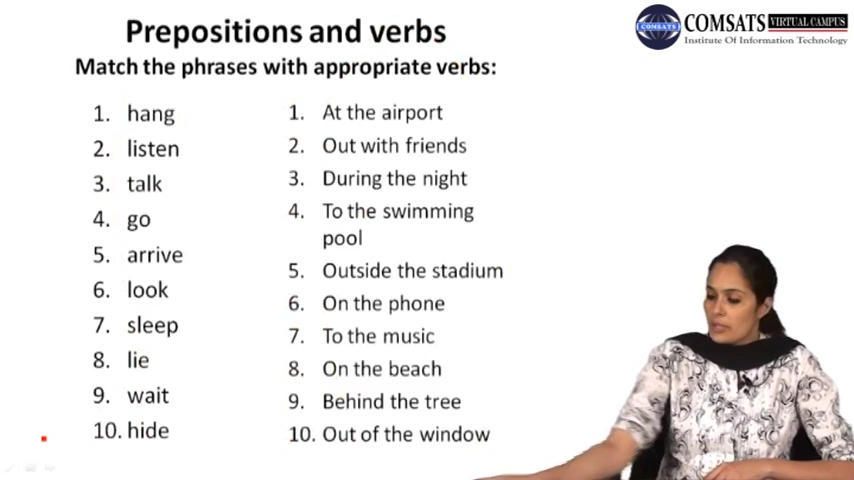 Prepositions and verbs
Match the phrases with appropriate verbs:
1. hang
2. listen
3. talk
4. go
5. arrive
6. look
7. sleep
8. lie
9. wait
10. hide
1. At the airport
2. Out with friends
3. During the night
4. To the swimming
pool
5. Outside the stadium
6. On the phone
7. To the music
8. On the beach
9. Behind the tree
10. Out of the window
COMSATS
COMSATS VIRTUAL CAMPUS
Institute Of Information Technology